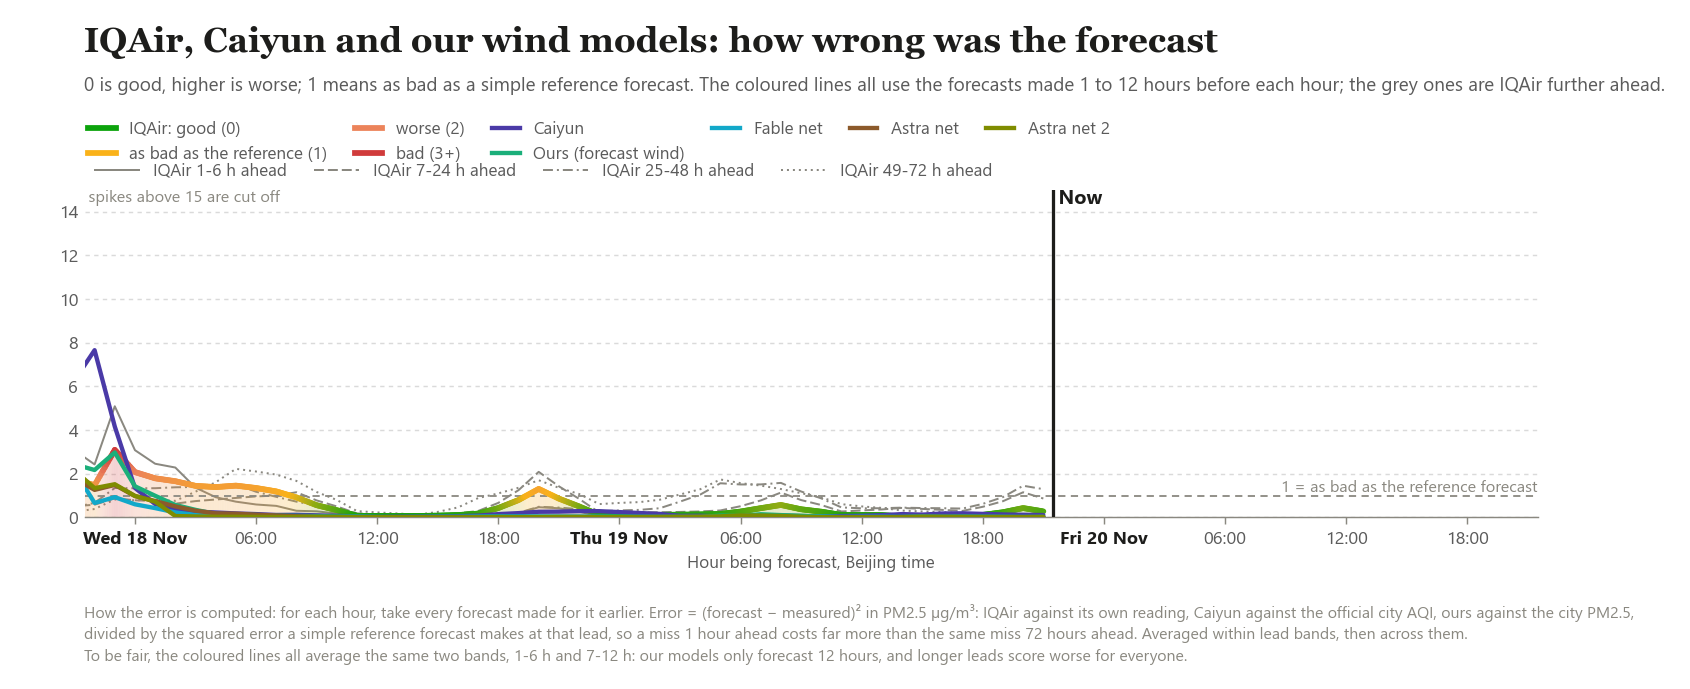 IQAir, Caiyun and our wind models: how wrong was the forecast
0 is good, higher is worse; 1 means as bad as a simple reference forecast. The coloured lines all use the forecasts made 1 to 12 hours before each hour; the grey ones are IQAir further ahead.
IQAir: good (0) worse (2) Caiyun Fable net Astra net Astra net 2
as bad as the reference (1) bad (3+) Ours (forecast wind)
IQAir 1-6 h ahead IQAir 7-24 h ahead IQAir 25-48 h ahead IQAir 49-72 h ahead
spikes above 15 are cut off
Now
14
12
10
8
6
4
2
0
1 = as bad as the reference forecast
Wed 18 Nov 06:00 12:00 18:00 Thu 19 Nov 06:00 12:00 18:00 Fri 20 Nov 06:00 12:00 18:00
Hour being forecast, Beijing time
How the error is computed: for each hour, take every forecast made for it earlier. Error = (forecast − measured)² in PM2.5 µg/m³: IQAir against its own reading, Caiyun against the official city AQI, ours against the city PM2.5,
divided by the squared error a simple reference forecast makes at that lead, so a miss 1 hour ahead costs far more than the same miss 72 hours ahead. Averaged within lead bands, then across them.
To be fair, the coloured lines all average the same two bands, 1-6 h and 7-12 h: our models only forecast 12 hours, and longer leads score worse for everyone.